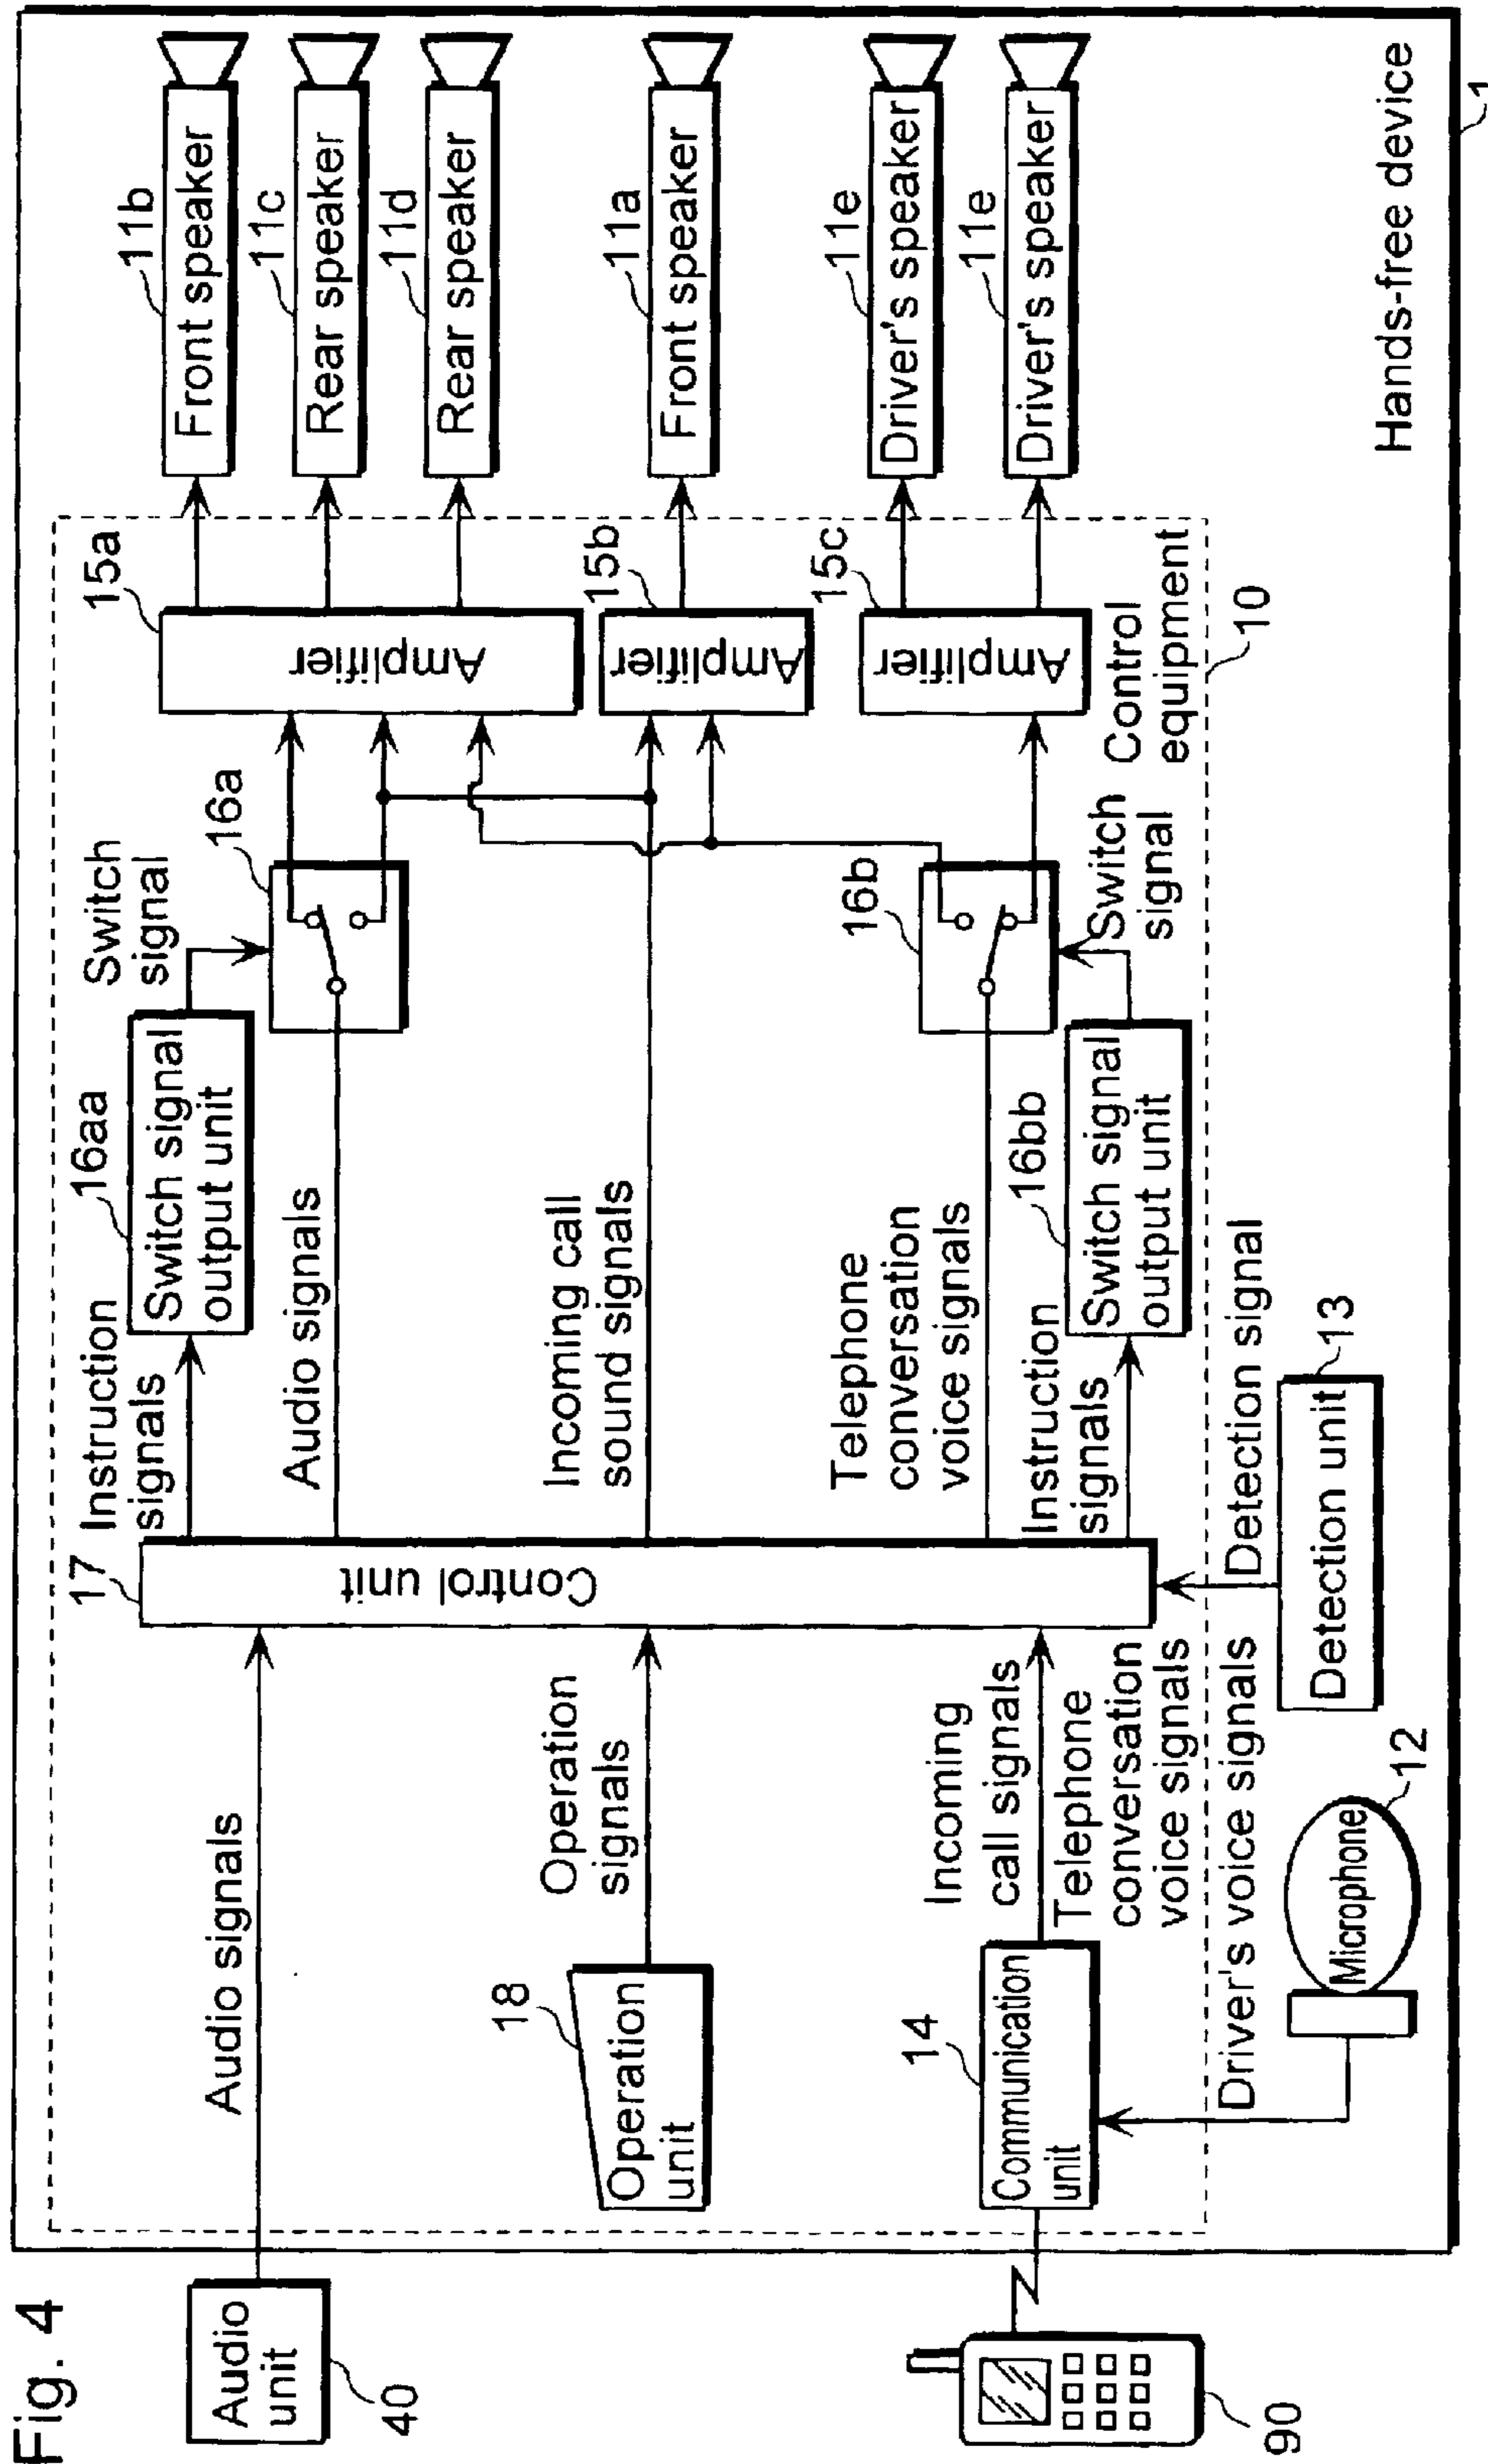 Fig. 4
Audio
unit
40
90
Audio signals
18
Operation
unit
Operation
signals
14
Communication
unit
Incoming
call signals
Telephone
conversation
voice signals
Driver's voice signals
Microphone
12
17
Control unit
Detection signal
Detection unit
13
Instruction
signals
16aa
Switch signal
output unit
Switch
signal
Audio signals
16a
Incoming call
sound signals
Telephone
conversation
voice signals
16b
Instruction
signals
16bb
Switch signal
output unit
Switch
signal
15a
Amplifier
15b
Amplifier
15c
Amplifier
Control
equipment
10
11b
Front speaker
11c
Rear speaker
11d
Rear speaker
11a
Front speaker
11e
Driver's speaker
11e
Driver's speaker
Hands-free device
1